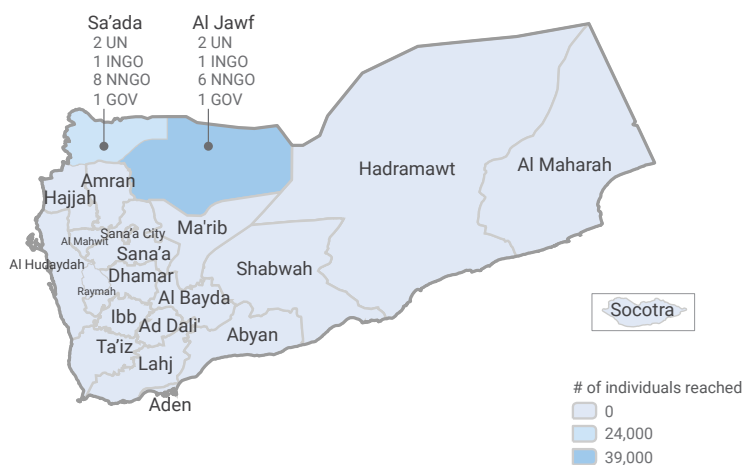 Sa’ada
2 UN
1 INGO
8 NNGO
1 GOV
Al Jawf
2 UN
1 INGO
6 NNGO
1 GOV
Hadramawt
Al Maharah
Amran
Hajjah
Ma'rib
Sana’a City
Al Mahwit
Sana’a
Al Hudaydah
Dhamar
Shabwah
Raymah
Al Bayda
Ibb
Ad Dali'
Abyan
Socotra
Ta’iz
Lahj
Aden
# of individuals reached
0
24,000
39,000